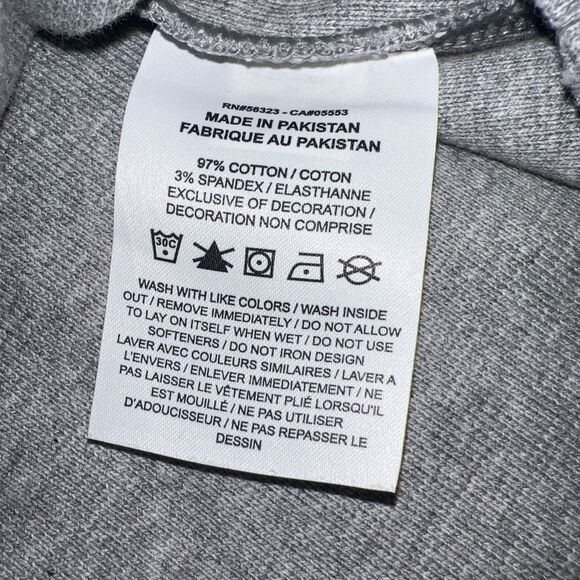 RN#56323 - CA#05553
MADE IN PAKISTAN
FABRIQUE AU PAKISTAN
97% COTTON / COTON
3% SPANDEX / ELASTHANNE
EXCLUSIVE OF DECORATION /
DECORATION NON COMPRISE
30C
WASH WITH LIKE COLORS / WASH INSIDE
OUT / REMOVE IMMEDIATELY / DO NOT ALLOW
TO LAY ON ITSELF WHEN WET / DO NOT USE
SOFTENERS / DO NOT IRON DESIGN
LAVER AVEC COULEURS SIMILAIRES / LAVER A
L'ENVERS / ENLEVER IMMEDIATEMENT / NE
PAS LAISSER LE VÊTEMENT PLIÉ LORSQU'IL
EST MOUILLÉ / NE PAS UTILISER
D'ADOUCISSEUR / NE PAS REPASSER LE
DESSIN